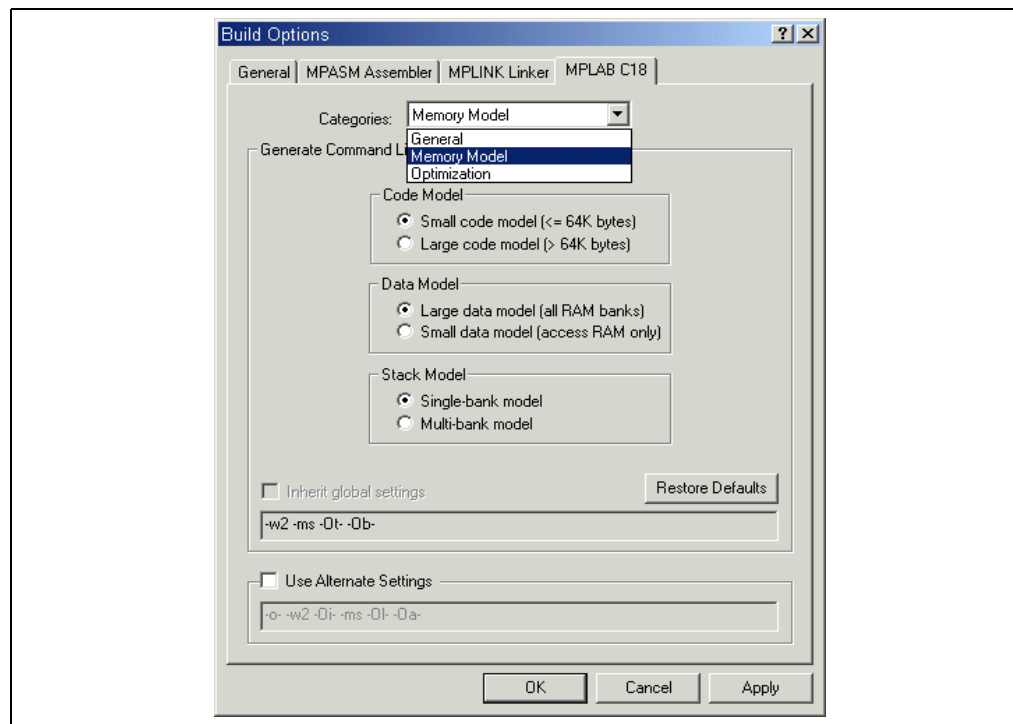 Build Options
General MPASM Assembler MPLINK Linker MPLAB C18
Categories: Memory Model
General
Memory Model
Optimization
Generate Command Li
Code Model
Small code model (<= 64K bytes)
Large code model (> 64K bytes)
Data Model
Large data model (all RAM banks)
Small data model (access RAM only)
Stack Model
Single-bank model
Multi-bank model
Inherit global settings
Restore Defaults
-w2 -ms -Ot- -Ob-
Use Alternate Settings
-o- -w2 -Oi- -ms -Ol- -Oa-
OK Cancel Apply